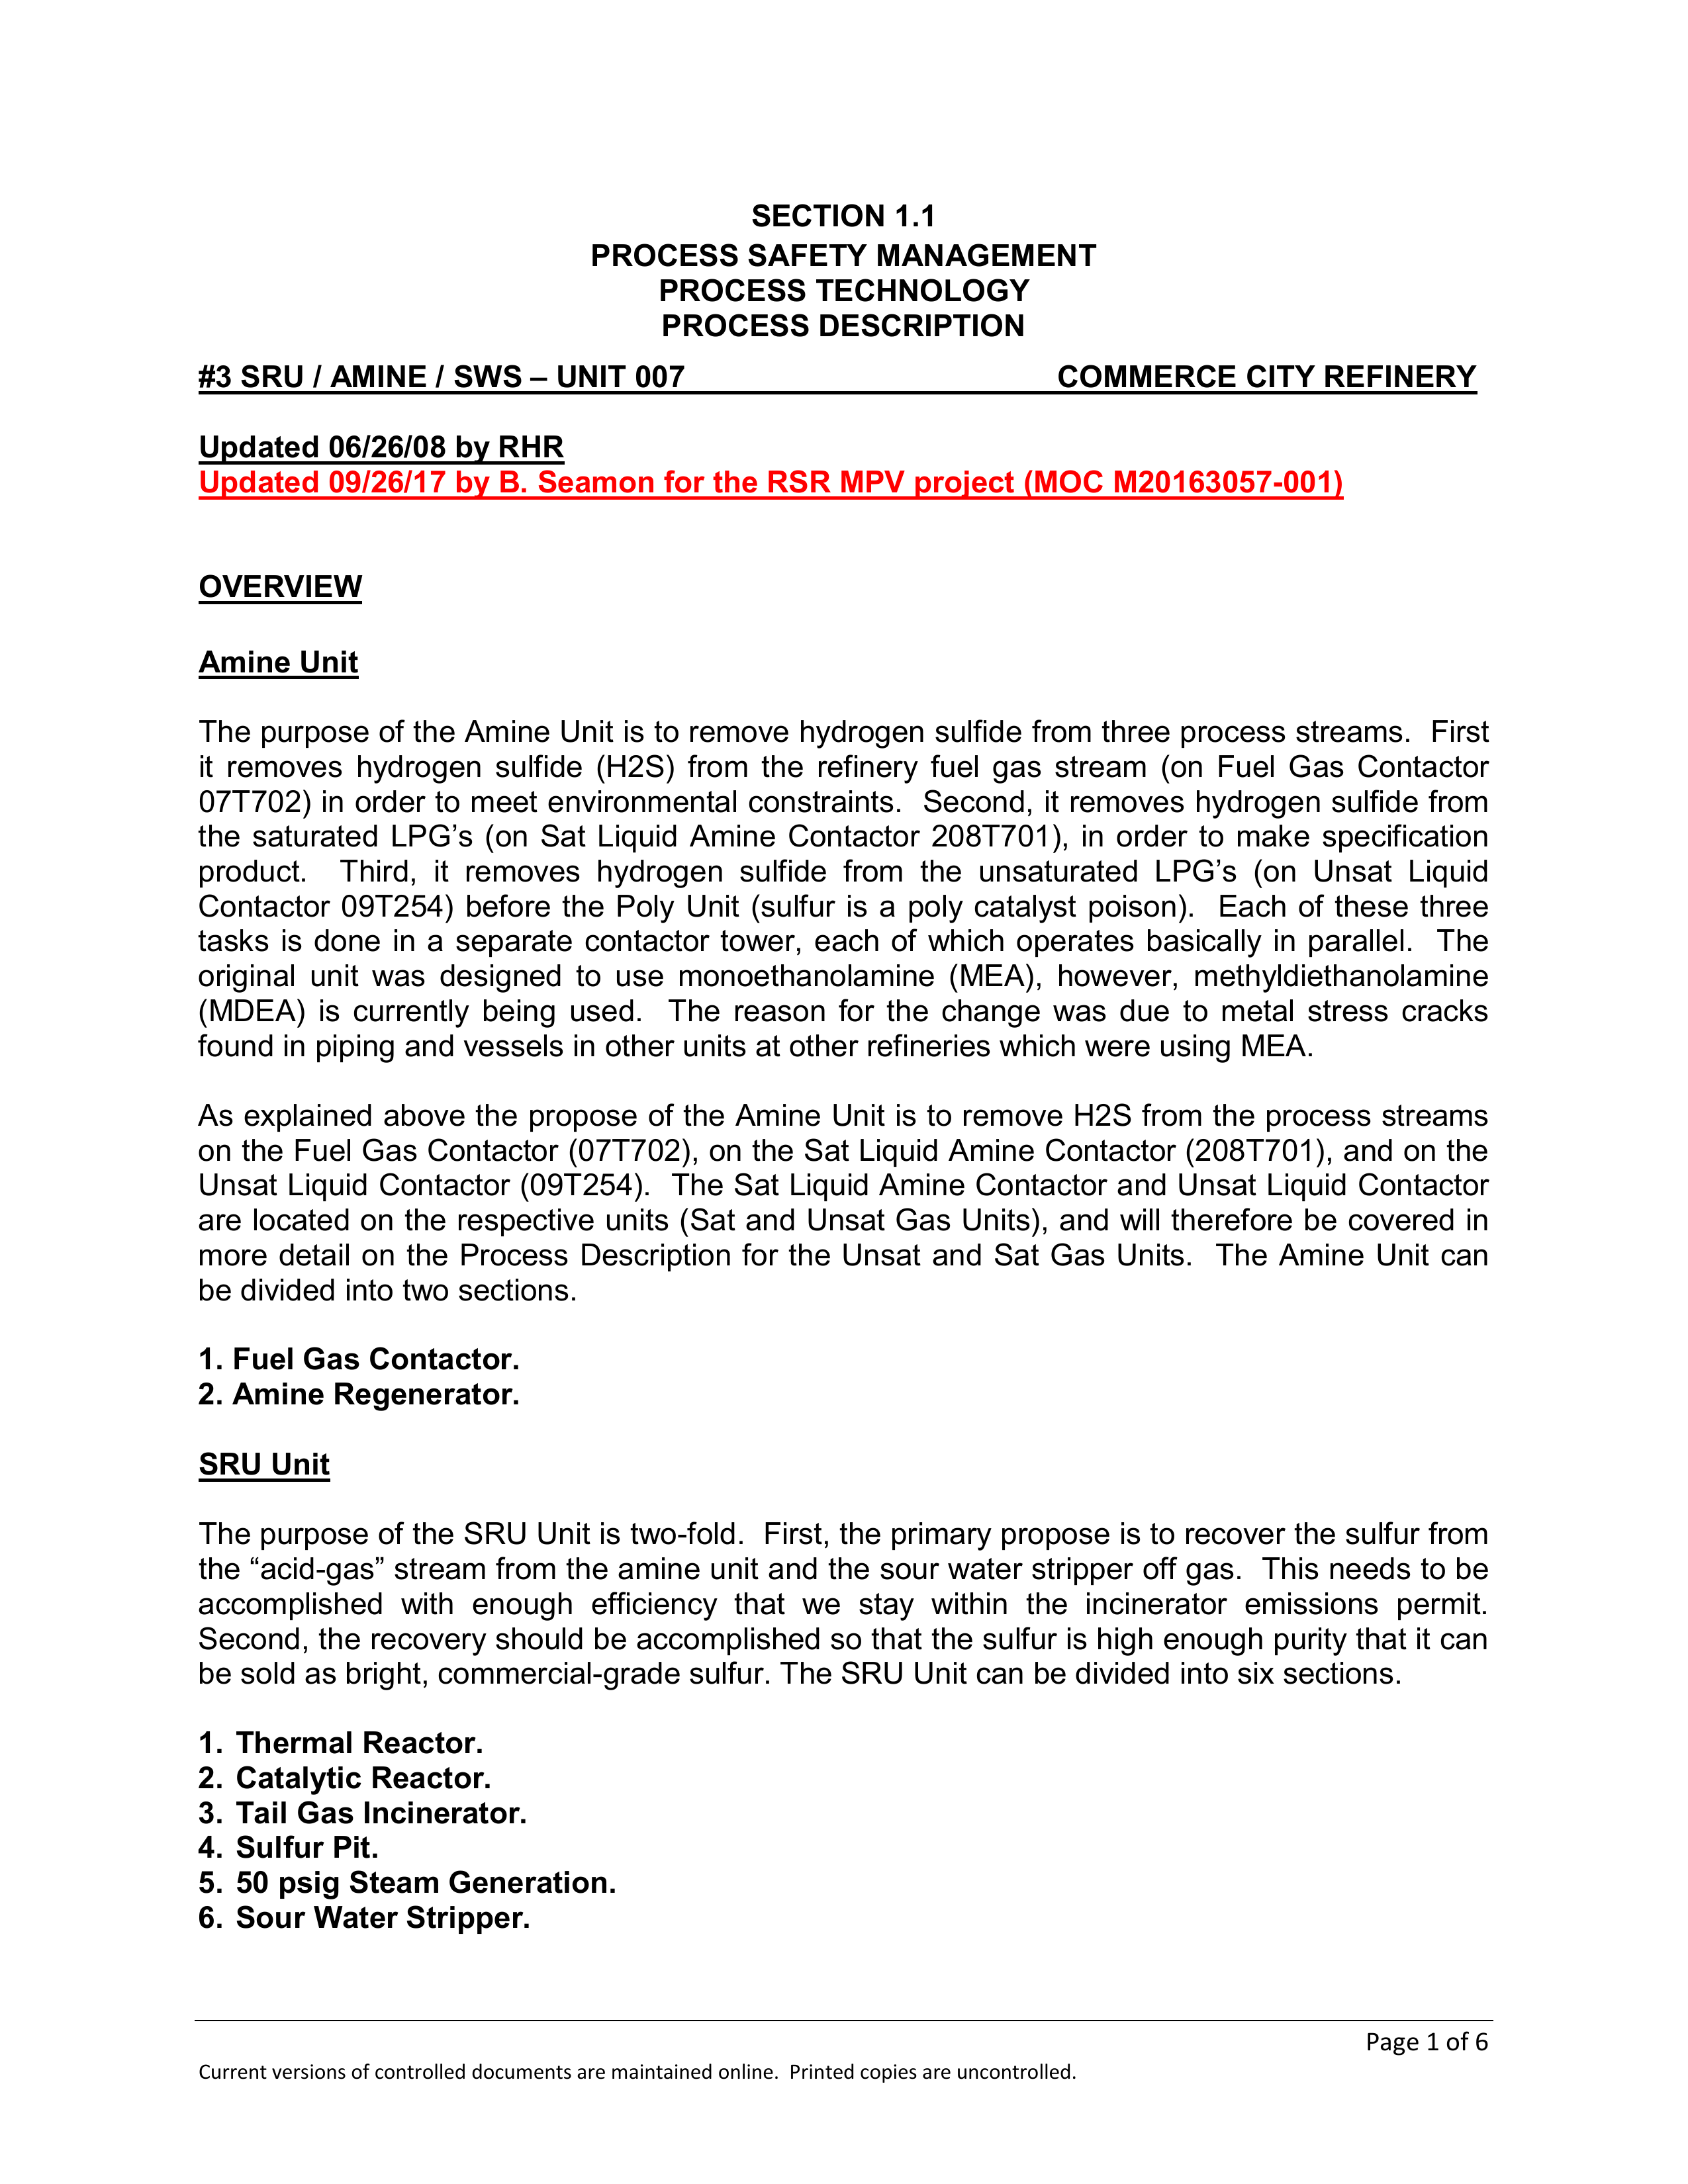 SECTION 1.1
PROCESS SAFETY MANAGEMENT
PROCESS TECHNOLOGY
PROCESS DESCRIPTION
#3 SRU / AMINE / SWS – UNIT 007 COMMERCE CITY REFINERY
Updated 06/26/08 by RHR
Updated 09/26/17 by B. Seamon for the RSR MPV project (MOC M20163057-001)
OVERVIEW
Amine Unit
The purpose of the Amine Unit is to remove hydrogen sulfide from three process streams. First
it removes hydrogen sulfide (H2S) from the refinery fuel gas stream (on Fuel Gas Contactor
07T702) in order to meet environmental constraints. Second, it removes hydrogen sulfide from
the saturated LPG’s (on Sat Liquid Amine Contactor 208T701), in order to make specification
product. Third, it removes hydrogen sulfide from the unsaturated LPG’s (on Unsat Liquid
Contactor 09T254) before the Poly Unit (sulfur is a poly catalyst poison). Each of these three
tasks is done in a separate contactor tower, each of which operates basically in parallel. The
original unit was designed to use monoethanolamine (MEA), however, methyldiethanolamine
(MDEA) is currently being used. The reason for the change was due to metal stress cracks
found in piping and vessels in other units at other refineries which were using MEA.
As explained above the propose of the Amine Unit is to remove H2S from the process streams
on the Fuel Gas Contactor (07T702), on the Sat Liquid Amine Contactor (208T701), and on the
Unsat Liquid Contactor (09T254). The Sat Liquid Amine Contactor and Unsat Liquid Contactor
are located on the respective units (Sat and Unsat Gas Units), and will therefore be covered in
more detail on the Process Description for the Unsat and Sat Gas Units. The Amine Unit can
be divided into two sections.
1. Fuel Gas Contactor.
2. Amine Regenerator.
SRU Unit
The purpose of the SRU Unit is two-fold. First, the primary propose is to recover the sulfur from
the “acid-gas” stream from the amine unit and the sour water stripper off gas. This needs to be
accomplished with enough efficiency that we stay within the incinerator emissions permit.
Second, the recovery should be accomplished so that the sulfur is high enough purity that it can
be sold as bright, commercial-grade sulfur. The SRU Unit can be divided into six sections.
1. Thermal Reactor.
2. Catalytic Reactor.
3. Tail Gas Incinerator.
4. Sulfur Pit.
5. 50 psig Steam Generation.
6. Sour Water Stripper.
Page 1 of 6
Current versions of controlled documents are maintained online. Printed copies are uncontrolled.